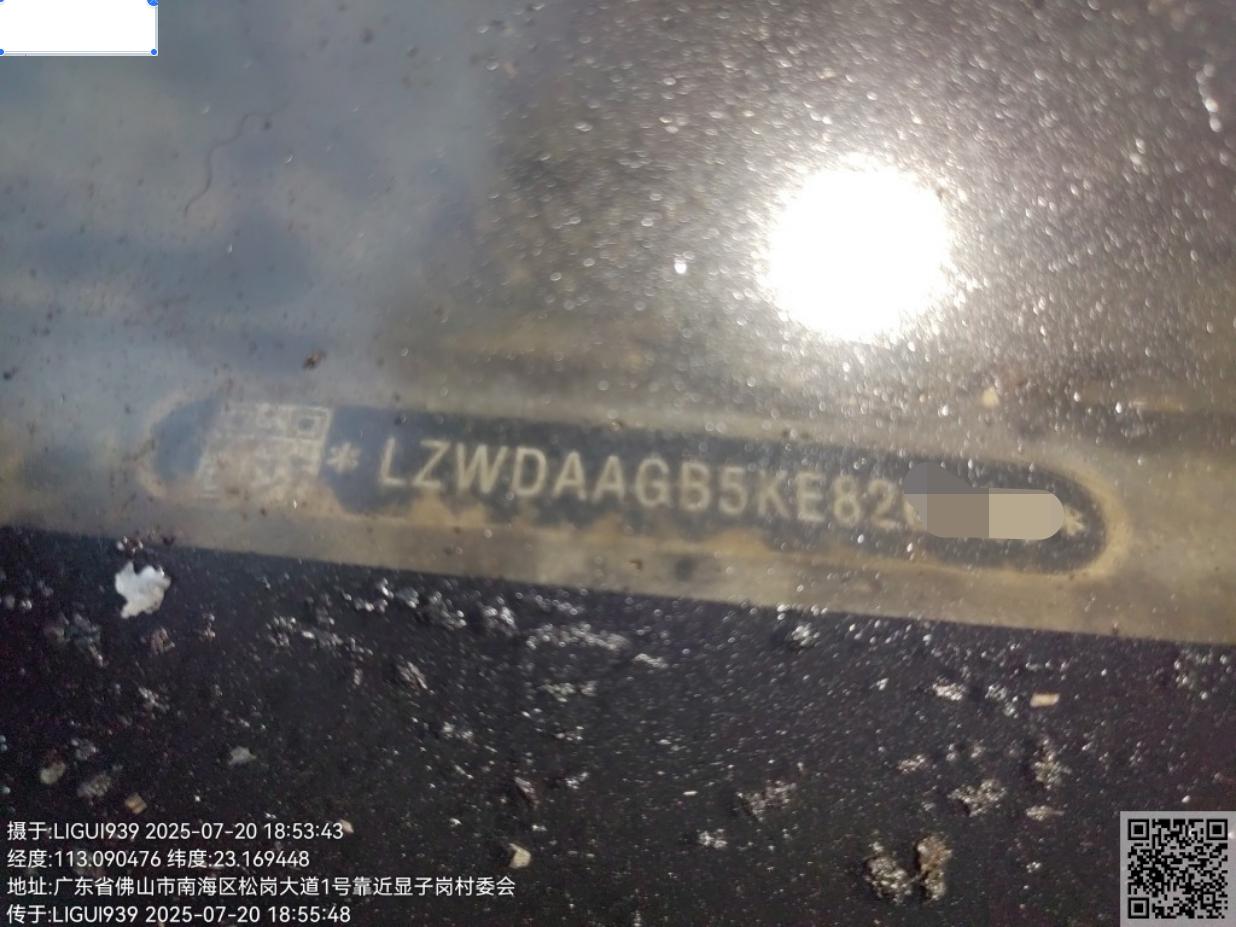 * LZWDAAGB5KE82 *
摄于:LIGUI939 2025-07-20 18:53:43
经度:113.090476 纬度:23.169448
地址:广东省佛山市南海区松岗大道1号靠近显子岗村委会
传于:LIGUI939 2025-07-20 18:55:48